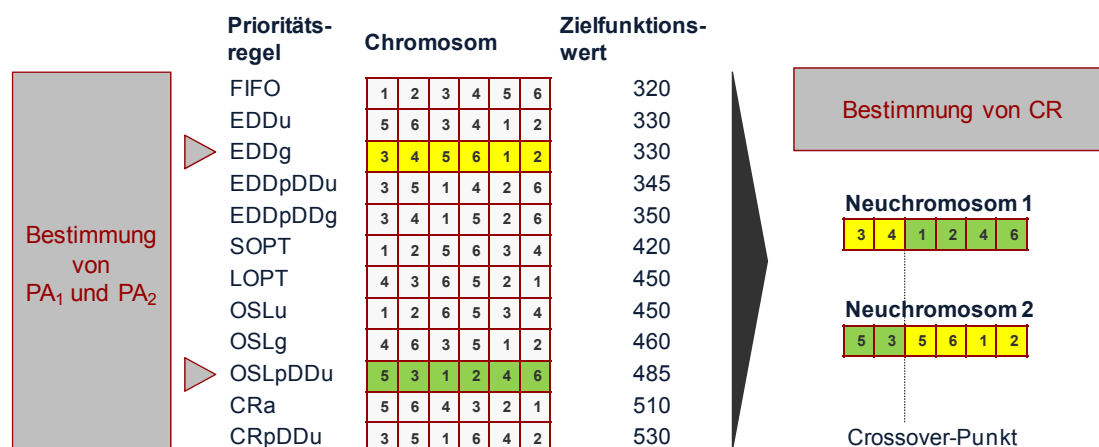 Prioritäts-
regel
Chromosom
Zielfunktions-
wert
FIFO 1 2 3 4 5 6 320
EDDu 5 6 3 4 1 2 330
EDDg 3 4 5 6 1 2 330
EDDpDDu 3 5 1 4 2 6 345
EDDpDDg 3 4 1 5 2 6 350
SOPT 1 2 5 6 3 4 420
LOPT 4 3 6 5 2 1 450
OSLu 1 2 6 5 3 4 450
OSLg 4 6 3 5 1 2 460
OSLpDDu 5 3 1 2 4 6 485
CRa 5 6 4 3 2 1 510
CRpDDu 3 5 1 6 4 2 530
Bestimmung
von
PA1 und PA2
Bestimmung von CR
Neuchromosom 1
3 4 1 2 4 6
Neuchromosom 2
5 3 5 6 1 2
Crossover-Punkt